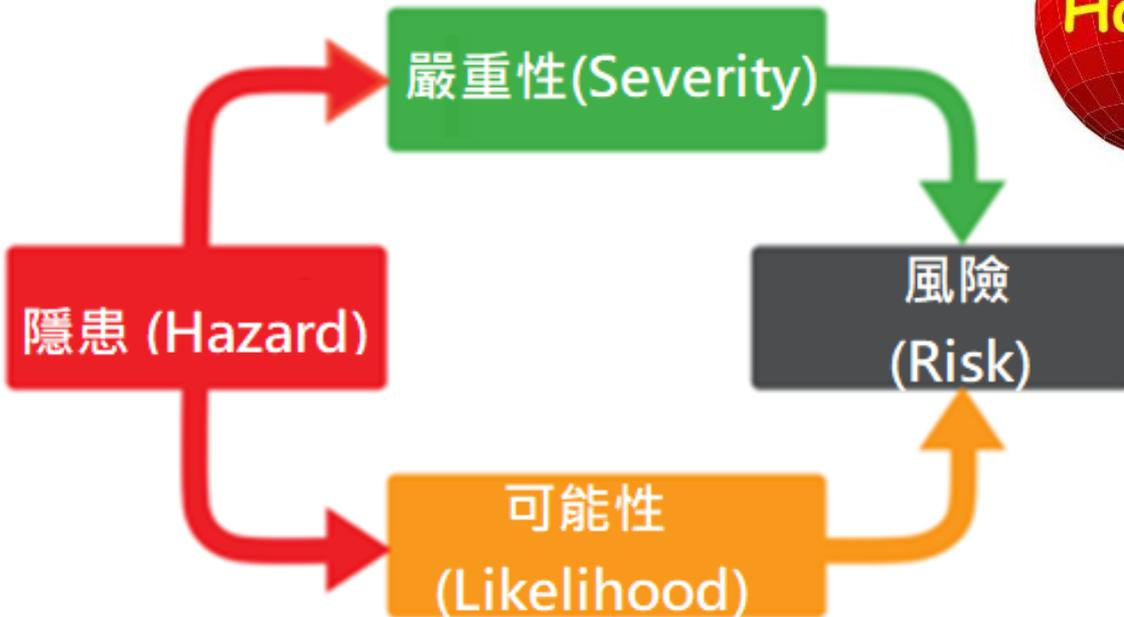 嚴重性(Severity)
隱患 (Hazard)
風險
(Risk)
可能性
(Likelihood)